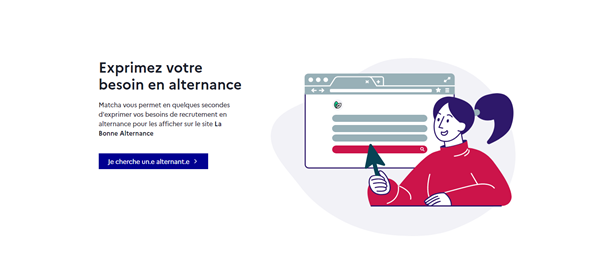 Exprimez votre
besoin en alternance
Matcha vous permet en quelques secondes
d'exprimer vos besoins de recrutement en
alternance pour les afficher sur le site La
Bonne Alternance
Je cherche un.e alternant.e